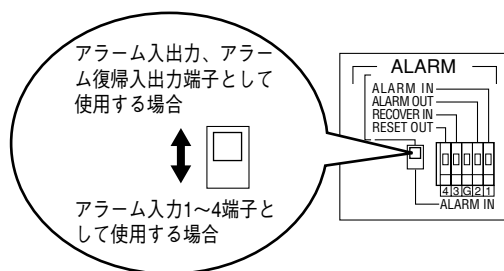 アラーム入出力、アラー
ム復帰入出力端子として
使用する場合
アラーム入力1〜4端子と
して使用する場合
ALARM
ALARM IN
ALARM OUT
RECOVER IN
RESET OUT
4 3 G 2 1
ALARM IN